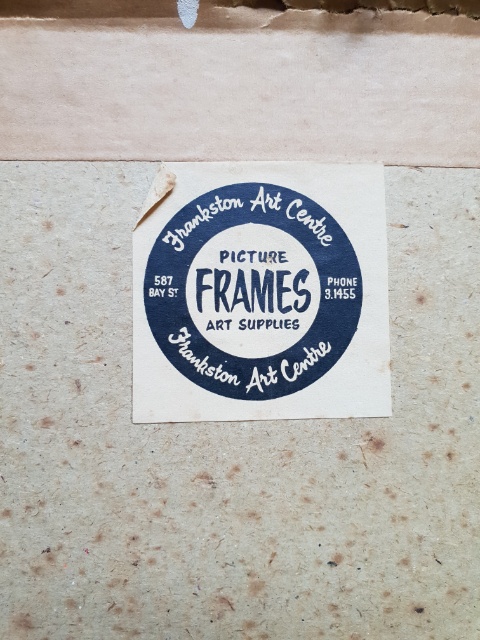 Frankston Art Centre
PICTURE
FRAMES
ART SUPPLIES
587
BAY ST
PHONE
3.1455
Frankston Art Centre